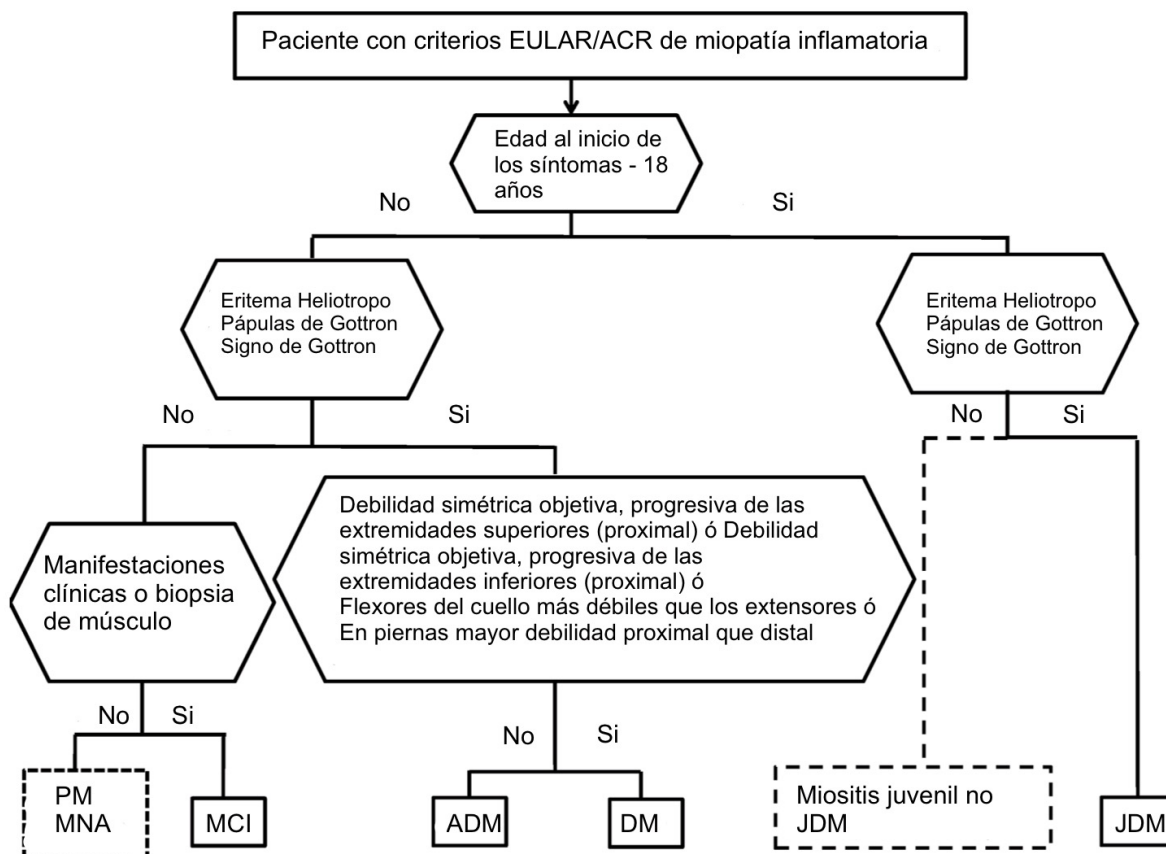 Paciente con criterios EULAR/ACR de miopatía inflamatoria
Edad al inicio de
los síntomas - 18
años
No
Si
Eritema Heliotropo
Pápulas de Gottron
Signo de Gottron
Eritema Heliotropo
Pápulas de Gottron
Signo de Gottron
No
Si
No
Si
Manifestaciones
clínicas o biopsia
de músculo
Debilidad simétrica objetiva, progresiva de las
extremidades superiores (proximal) ó Debilidad
simétrica objetiva, progresiva de las
extremidades inferiores (proximal) ó
Flexores del cuello más débiles que los extensores ó
En piernas mayor debilidad proximal que distal
No
Si
No
Si
PM
MNA
MCI
ADM
DM
Miositis juvenil no
JDM
JDM